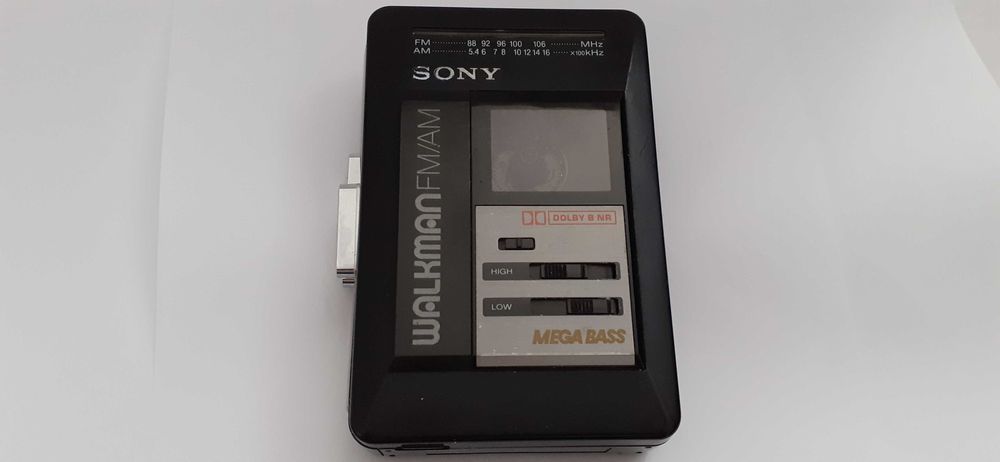 FM 88 92 96 100 106 MHz
AM 5.4 6 7 8 10 12 14 16 x100kHz
SONY
WALKMAN FM/AM
DOLBY B NR
HIGH
LOW
MEGA BASS